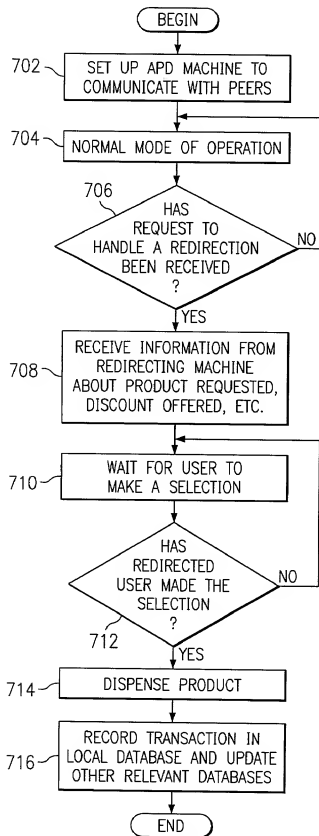 BEGIN
702
SET UP APD MACHINE TO
COMMUNICATE WITH PEERS
704
NORMAL MODE OF OPERATION
706
HAS
REQUEST TO
HANDLE A REDIRECTION
BEEN RECEIVED
?
NO
YES
708
RECEIVE INFORMATION FROM
REDIRECTING MACHINE
ABOUT PRODUCT REQUESTED,
DISCOUNT OFFERED, ETC.
710
WAIT FOR USER TO
MAKE A SELECTION
HAS
REDIRECTED
USER MADE THE
SELECTION
?
NO
712
YES
714
DISPENSE PRODUCT
716
RECORD TRANSACTION IN
LOCAL DATABASE AND UPDATE
OTHER RELEVANT DATABASES
END